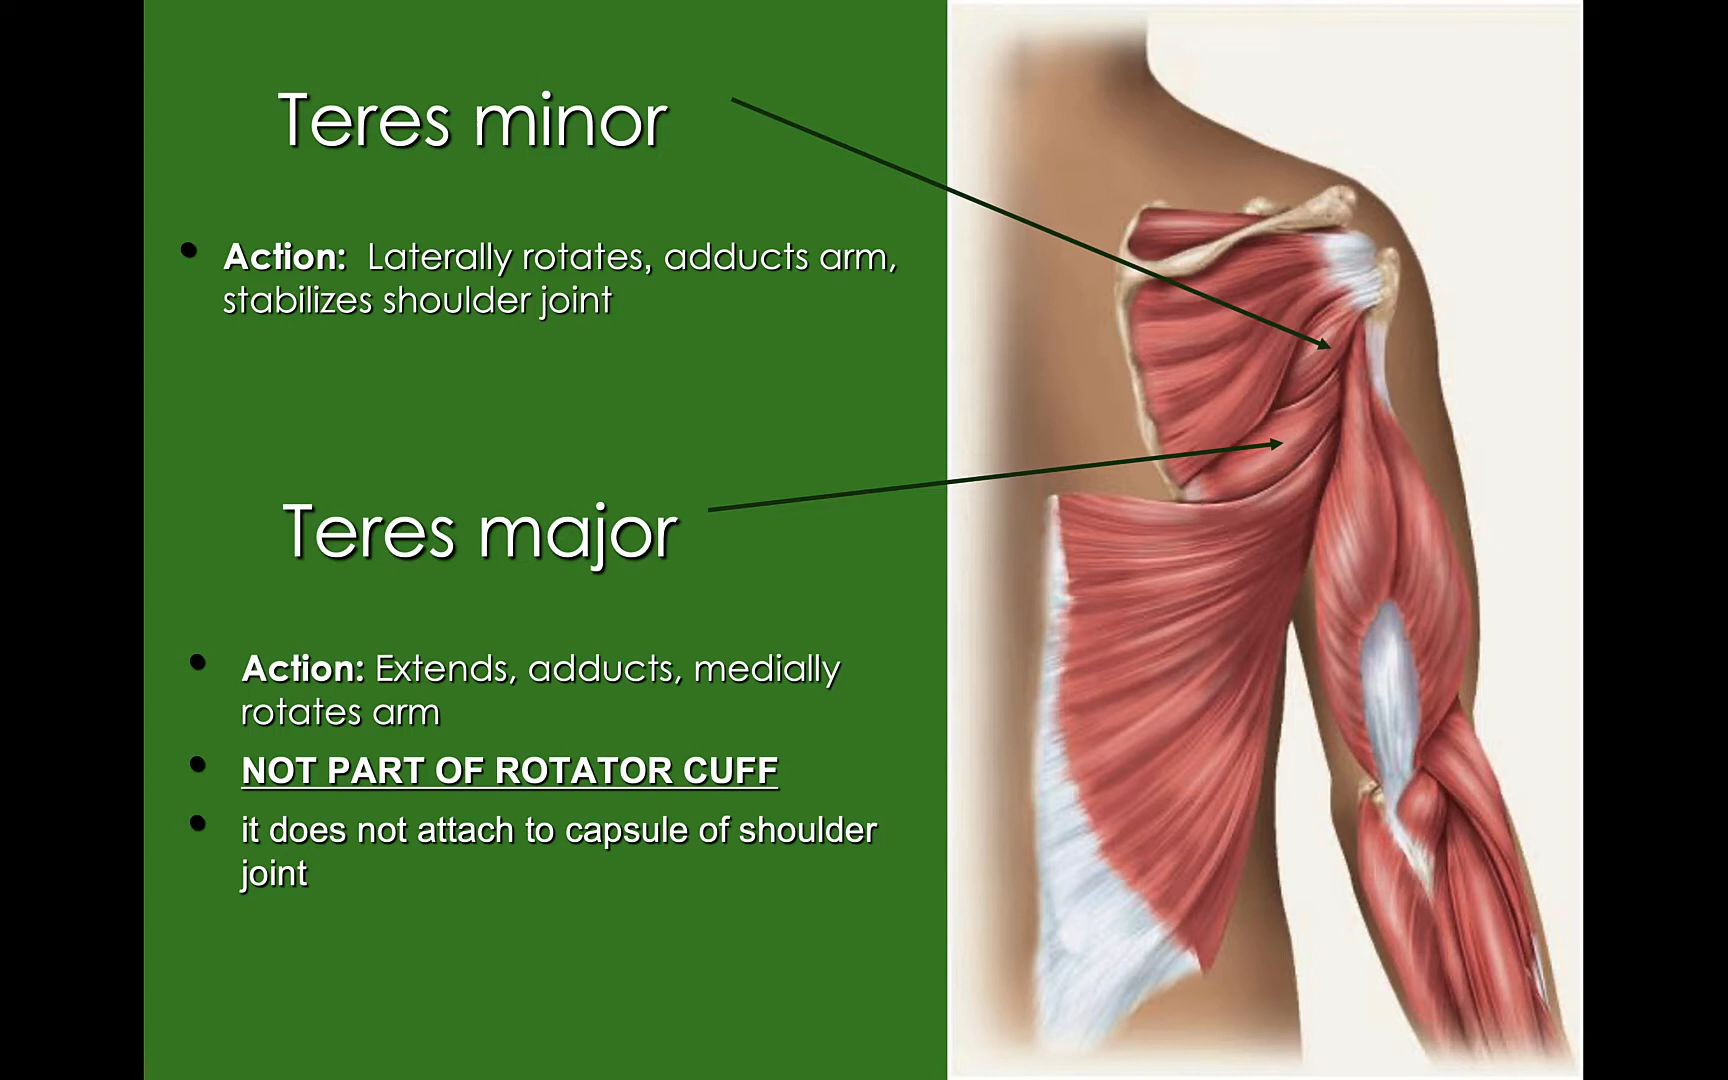 Teres minor
Action:  Laterally rotates, adducts arm,
stabilizes shoulder joint
Teres major
Action: Extends, adducts, medially
rotates arm
NOT PART OF ROTATOR CUFF
it does not attach to capsule of shoulder
joint